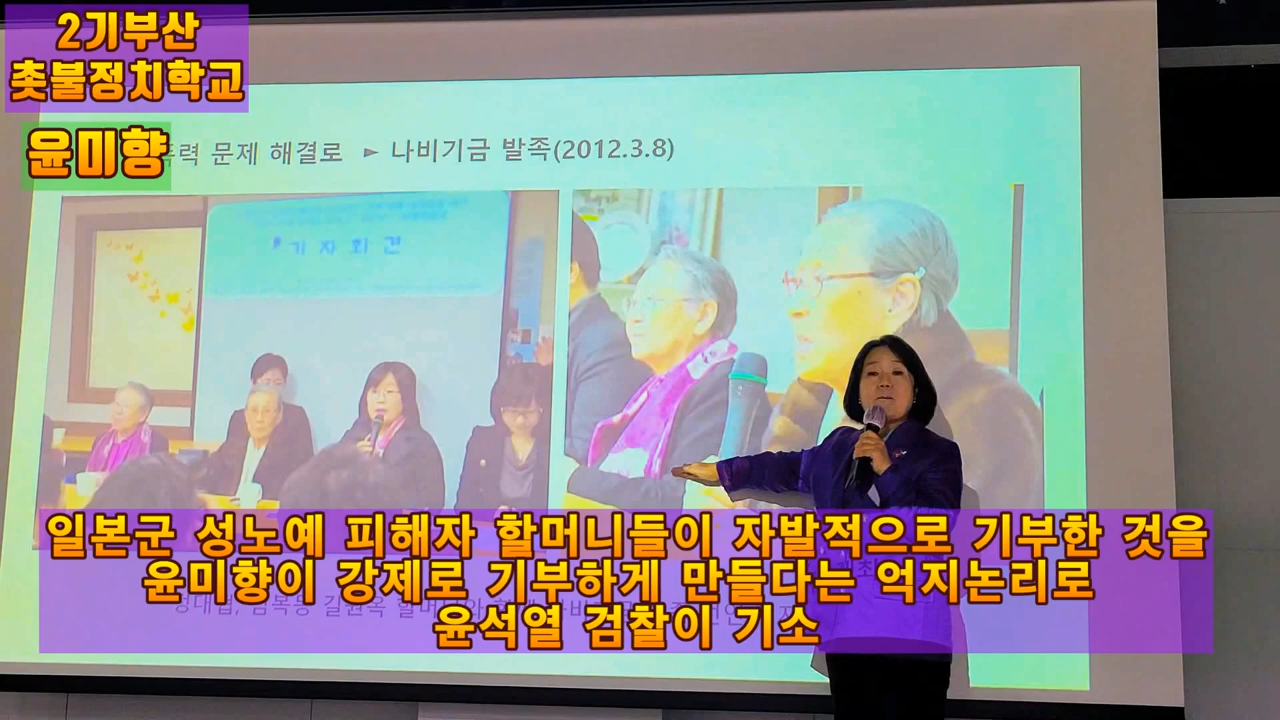 2기부산
촛불정치학교
윤미향
문제 해결로 ► 나비기금 발족(2012.3.8)
기자회견
일본군 성노예 피해자 할머니들이 자발적으로 기부한 것을
윤미향이 강제로 기부하게 만들다는 억지논리로
윤석열 검찰이 기소